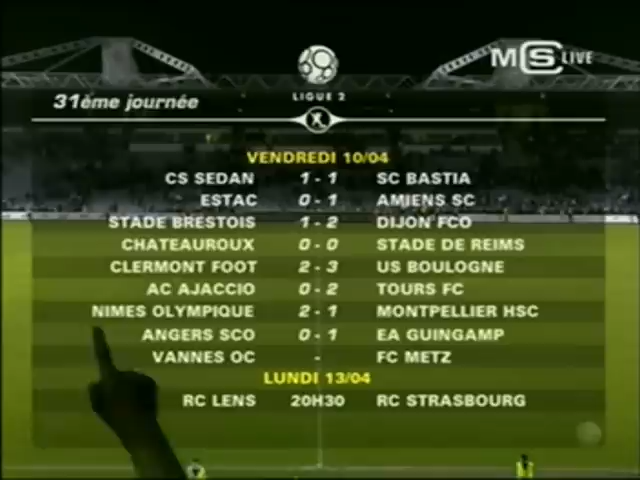 MCS LIVE
LIGUE 2
31ème journée
VENDREDI 10/04
CS SEDAN 1 - 1 SC BASTIA
ESTAC 0 - 1 AMIENS SC
STADE BRESTOIS 1 - 2 DIJON FCO
CHATEAUROUX 0 - 0 STADE DE REIMS
CLERMONT FOOT 2 - 3 US BOULOGNE
AC AJACCIO 0 - 2 TOURS FC
NIMES OLYMPIQUE 2 - 1 MONTPELLIER HSC
ANGERS SCO 0 - 1 EA GUINGAMP
VANNES OC - FC METZ
LUNDI 13/04
RC LENS 20H30 RC STRASBOURG